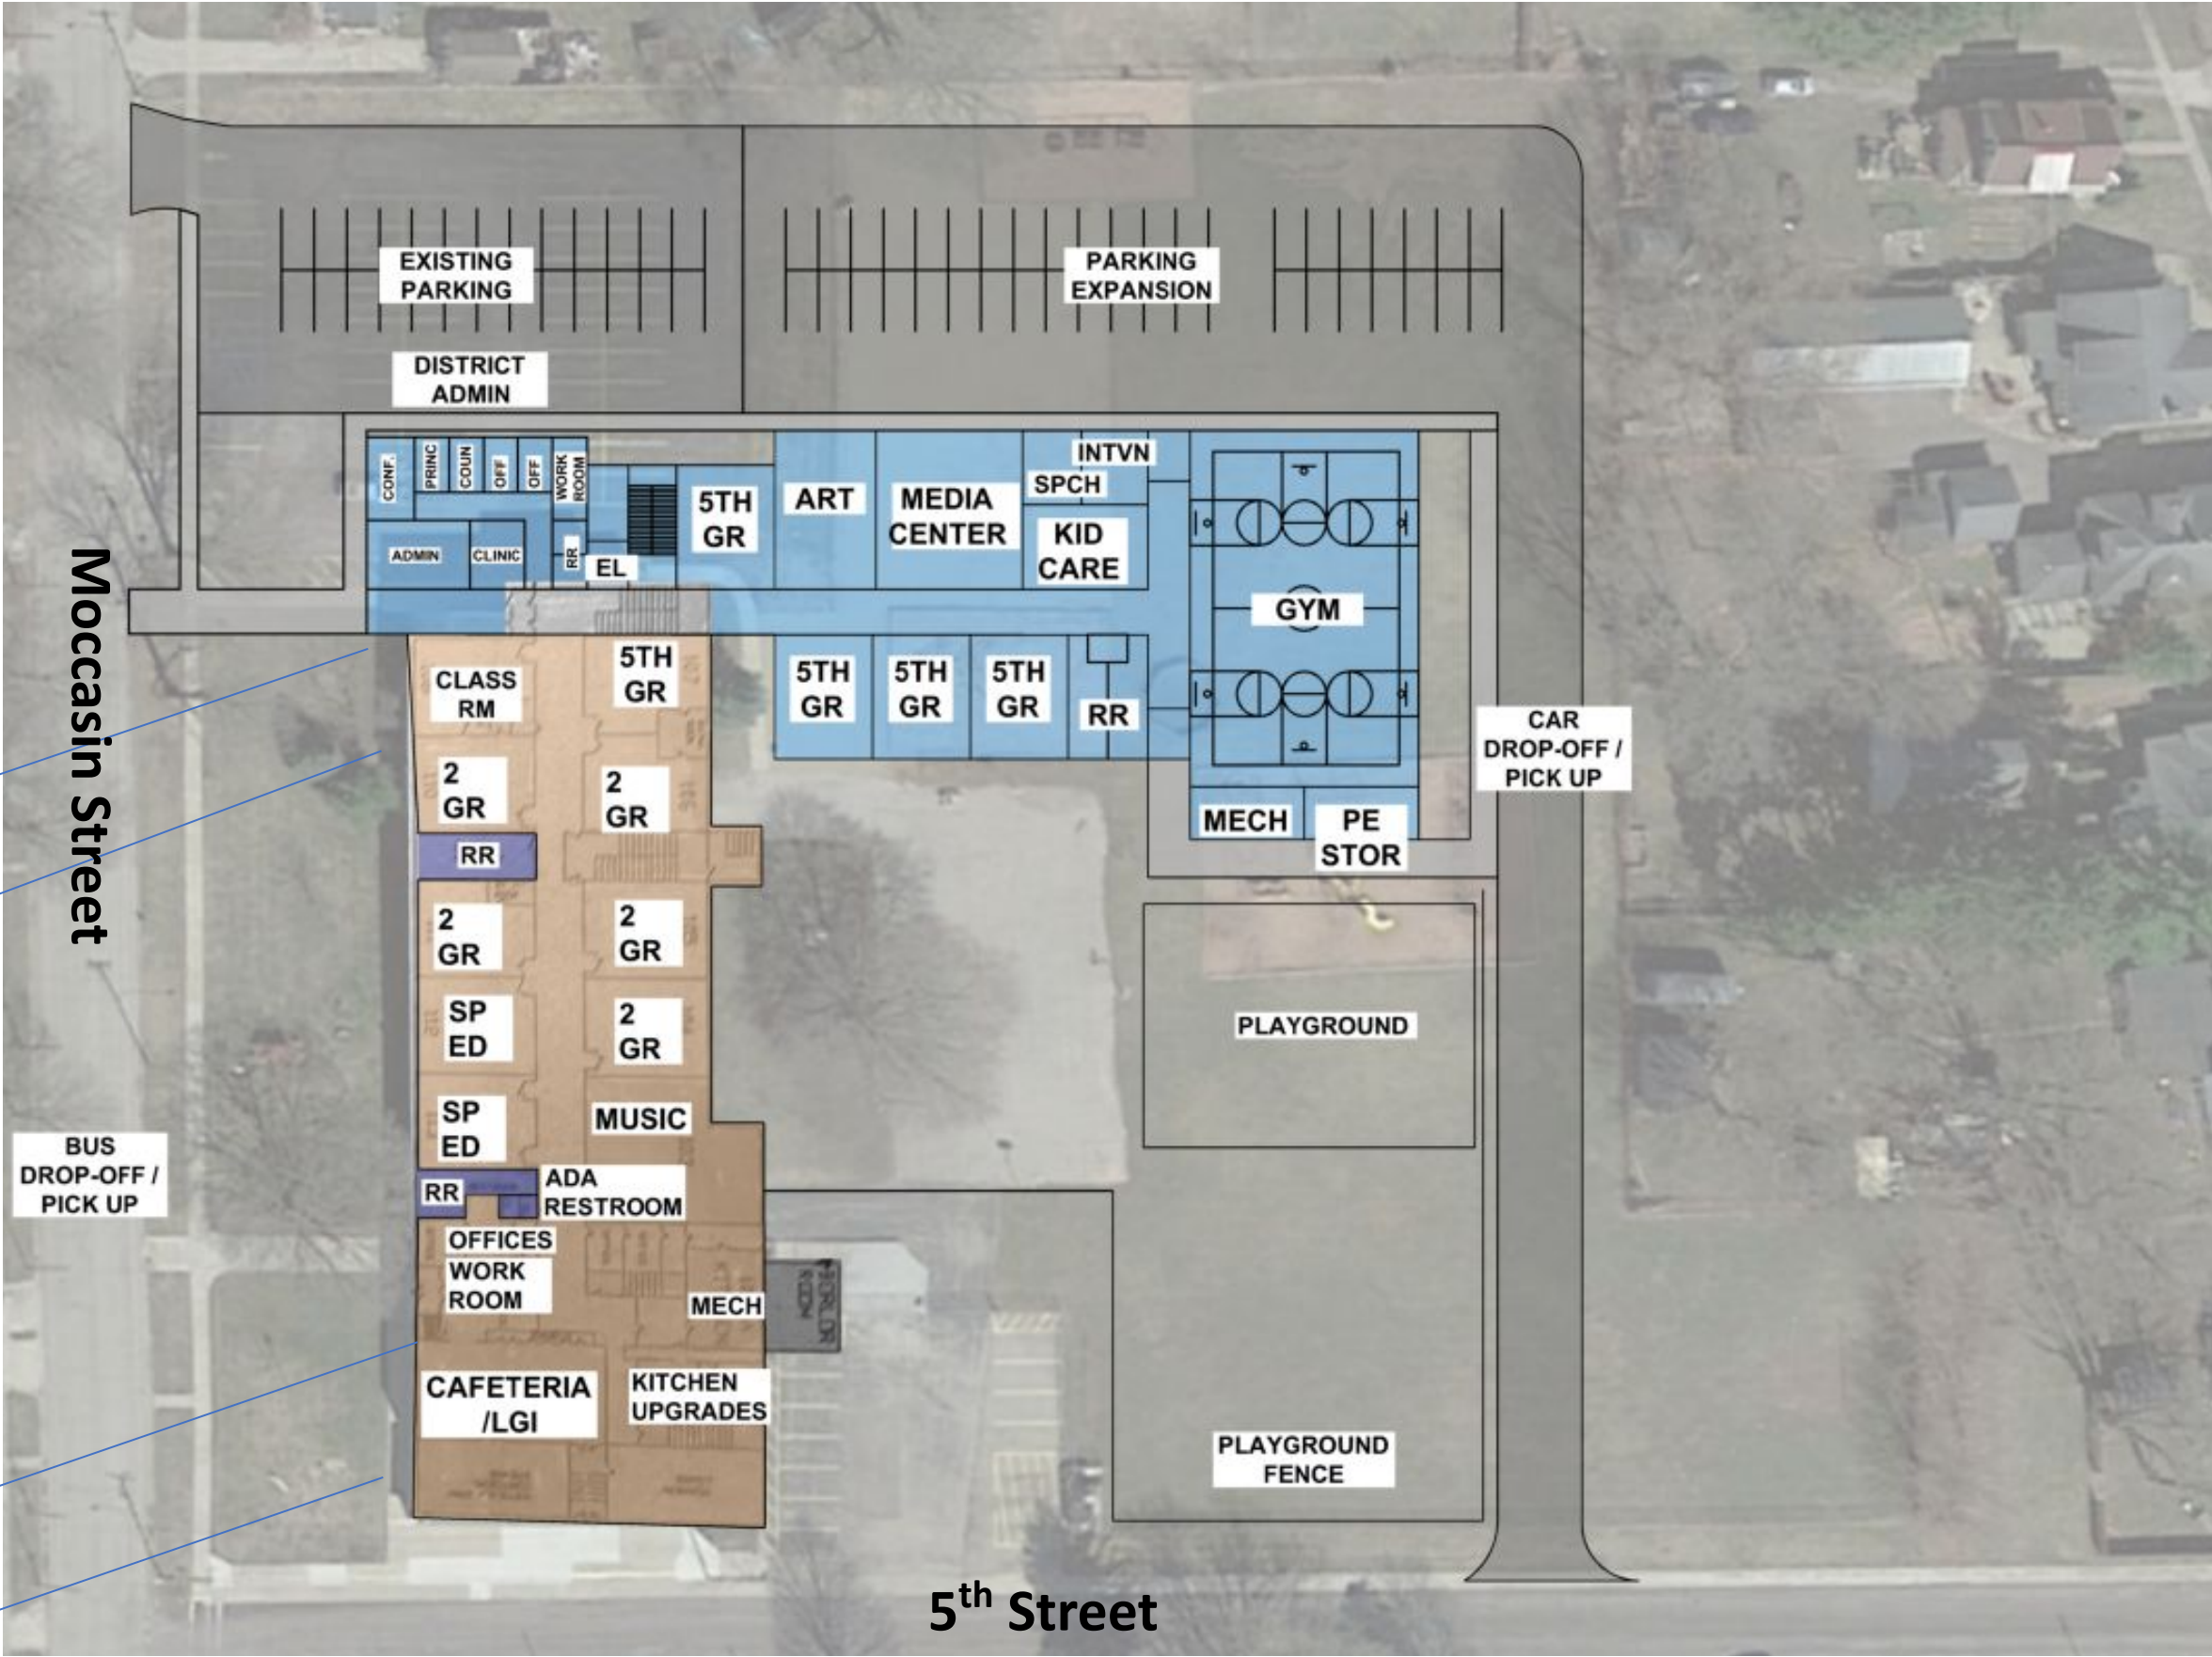 EXISTING
PARKING
PARKING
EXPANSION
DISTRICT
ADMIN
CONF.
PRINC
COUN
OFF
OFF
WORK
ROOM
ADMIN
CLINIC
RR
EL
5TH
GR
ART
MEDIA
CENTER
INTVN
SPCH
KID
CARE
GYM
Moccasin Street
CLASS
RM
5TH
GR
5TH
GR
5TH
GR
5TH
GR
RR
CAR
DROP-OFF /
PICK UP
2
GR
2
GR
MECH
PE
STOR
RR
2
GR
2
GR
SP
ED
2
GR
PLAYGROUND
SP
ED
MUSIC
BUS
DROP-OFF /
PICK UP
RR
ADA
RESTROOM
OFFICES
WORK
ROOM
MECH
CAFETERIA
/LGI
KITCHEN
UPGRADES
PLAYGROUND
FENCE
5th Street